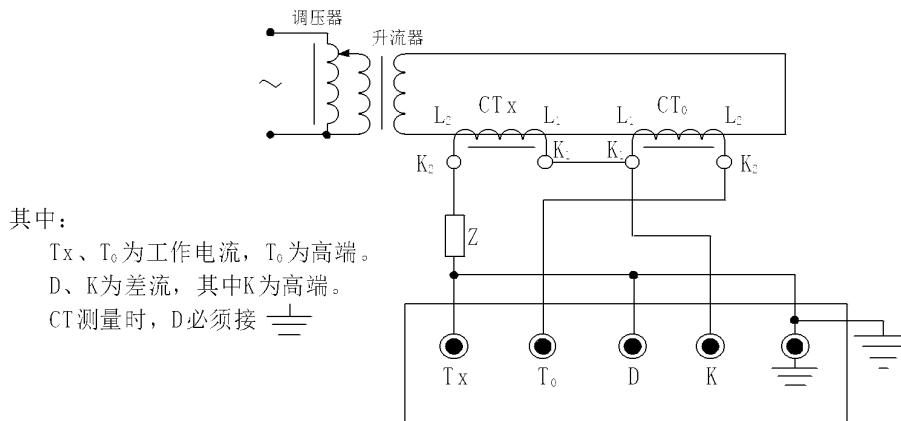 调压器
升流器
～
L₂ CTx L₁ L₁ CT₀ L₂
K₂ K₁ K₁ K₂
Z
其中:
Tx、T₀为工作电流,T₀为高端。
D、K为差流,其中K为高端。
CT测量时,D必须接
Tx T₀ D K